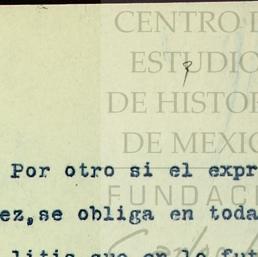 CENTRO D
ESTUDIO
DE HISTOR
DE MEXIC
Por otro si el expr
FUNDAC
ez,se obliga en toda
litis que en lo fut